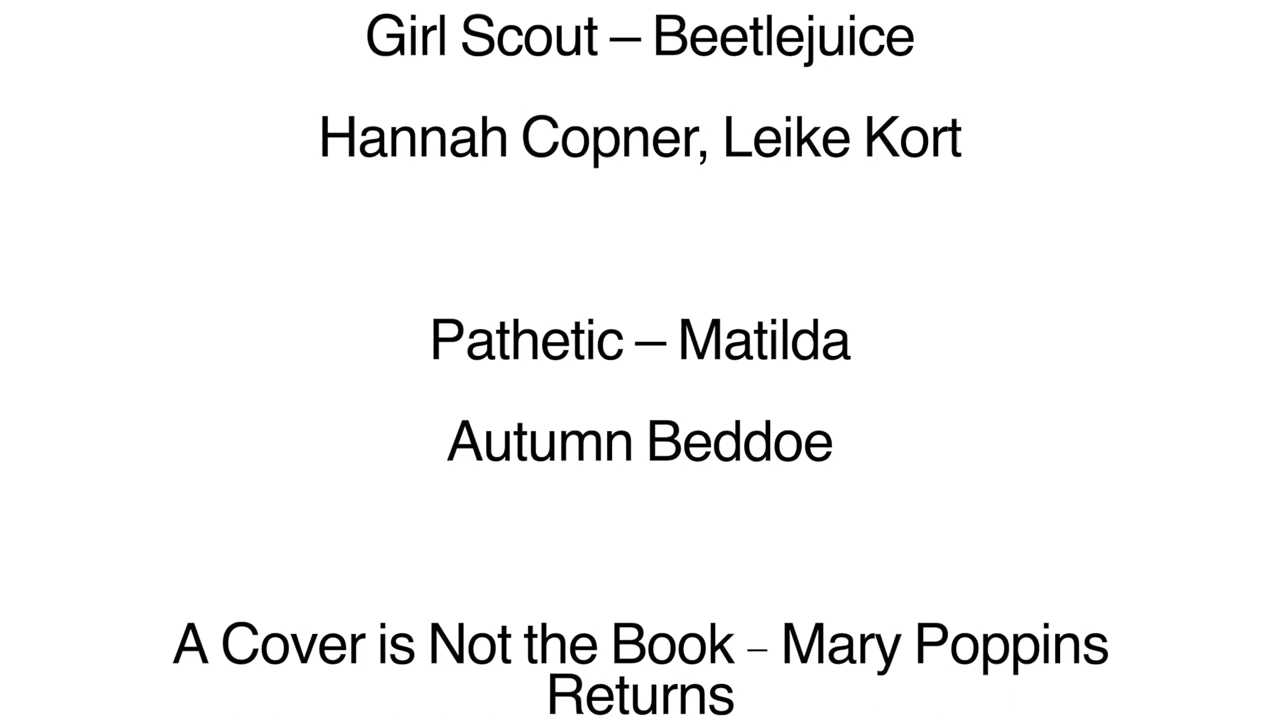 Girl Scout – Beetlejuice
Hannah Copner, Leike Kort
Pathetic – Matilda
Autumn Beddoe
A Cover is Not the Book – Mary Poppins
Returns